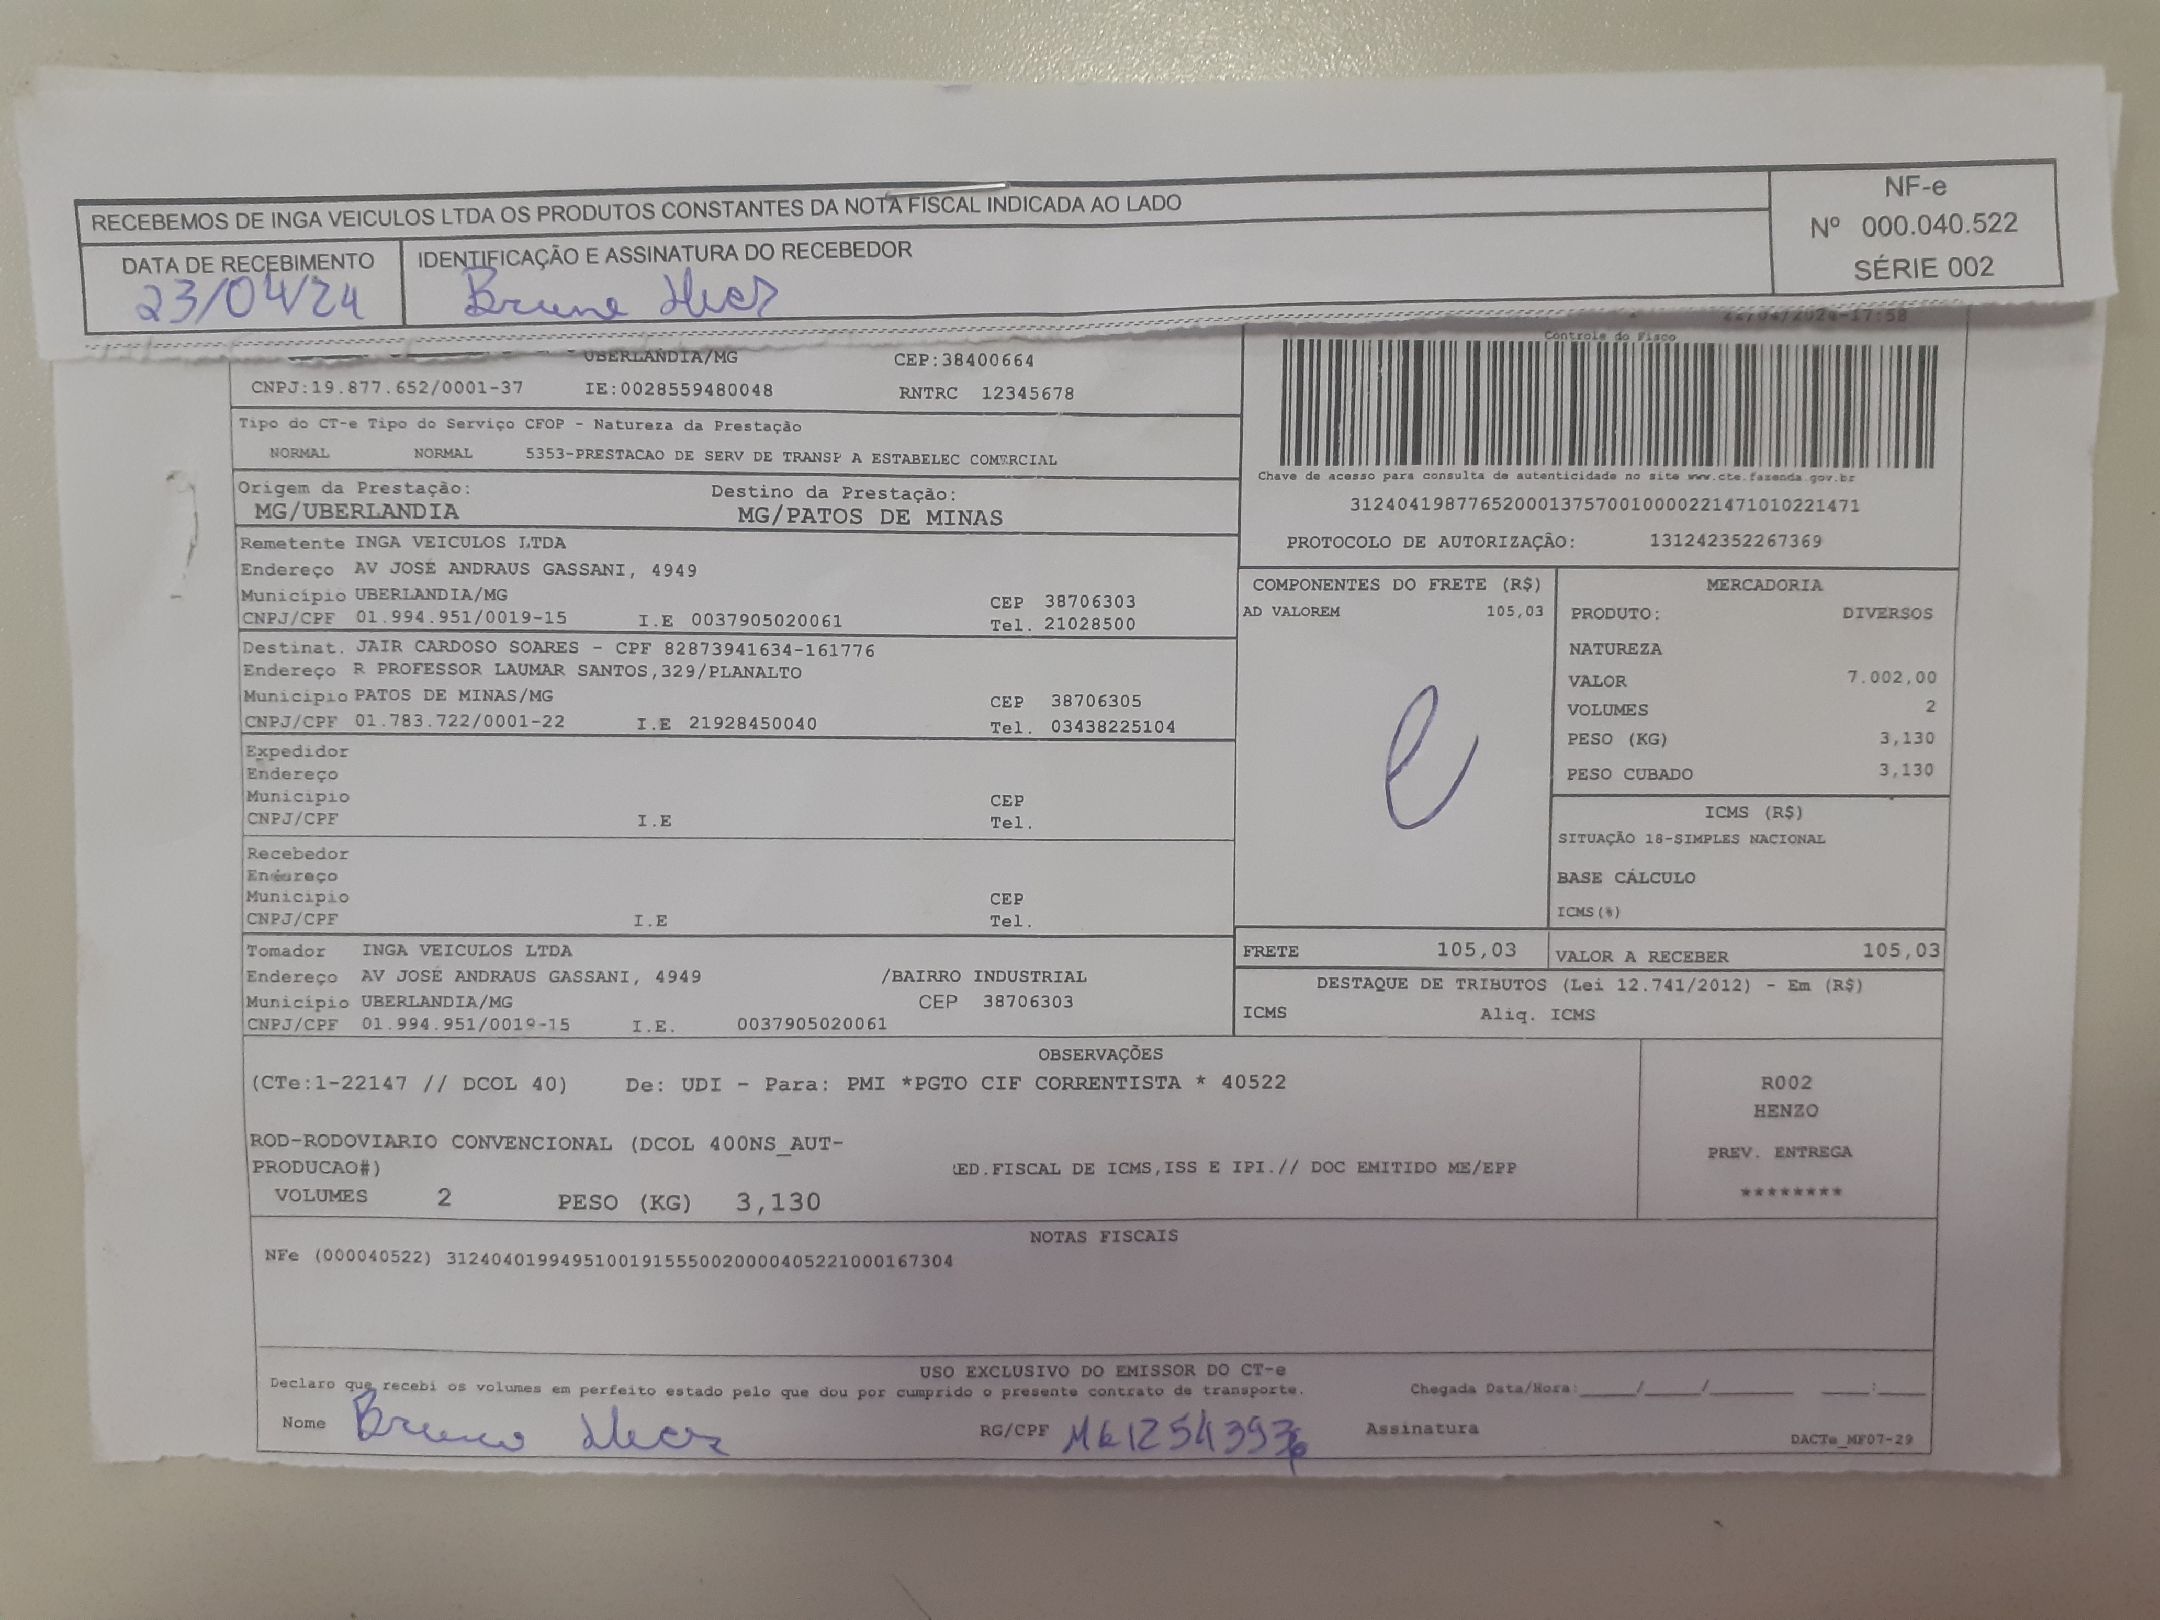 RECEBEMOS DE INGA VEICULOS LTDA OS PRODUTOS CONSTANTES DA NOTA FISCAL INDICADA AO LADO
NF-e
Nº 000.040.522
SÉRIE 002
DATA DE RECEBIMENTO
23/04/24
IDENTIFICAÇÃO E ASSINATURA DO RECEBEDOR
22/04/2024-17:58
UBERLANDIA/MG CEP:38400664
CNPJ:19.877.652/0001-37 IE:0028559480048 RNTRC 12345678
Controle do Fisco
Tipo do CT-e Tipo do Serviço CFOP - Natureza da Prestação
NORMAL NORMAL 5353-PRESTACAO DE SERV DE TRANSP A ESTABELEC COMERCIAL
Chave de acesso para consulta de autenticidade no site www.cte.fazenda.gov.br
31240419877652000137570010000221471010221471
PROTOCOLO DE AUTORIZAÇÃO: 131242352267369
Origem da Prestação: Destino da Prestação:
MG/UBERLANDIA MG/PATOS DE MINAS
Remetente INGA VEICULOS LTDA
Endereço AV JOSÉ ANDRAUS GASSANI, 4949
Município UBERLANDIA/MG CEP 38706303
CNPJ/CPF 01.994.951/0019-15 I.E 0037905020061 Tel. 21028500
Destinat. JAIR CARDOSO SOARES - CPF 82873941634-161776
Endereço R PROFESSOR LAUMAR SANTOS,329/PLANALTO
Município PATOS DE MINAS/MG CEP 38706305
CNPJ/CPF 01.783.722/0001-22 I.E 21928450040 Tel. 03438225104
Expedidor
Endereço
Município CEP
CNPJ/CPF I.E Tel.
Recebedor
Endereço
Município CEP
CNPJ/CPF I.E Tel.
Tomador INGA VEICULOS LTDA
Endereço AV JOSÉ ANDRAUS GASSANI, 4949 /BAIRRO INDUSTRIAL
Município UBERLANDIA/MG CEP 38706303
CNPJ/CPF 01.994.951/0019-15 I.E. 0037905020061
COMPONENTES DO FRETE (R$)
AD VALOREM 105,03
MERCADORIA
PRODUTO: DIVERSOS
NATUREZA
VALOR 7.002,00
VOLUMES 2
PESO (KG) 3,130
PESO CUBADO 3,130
ICMS (R$)
SITUAÇÃO 18-SIMPLES NACIONAL
BASE CÁLCULO
ICMS(%)
FRETE 105,03 VALOR A RECEBER 105,03
DESTAQUE DE TRIBUTOS (Lei 12.741/2012) - Em (R$)
ICMS Aliq. ICMS
OBSERVAÇÕES
(CTe:1-22147 // DCOL 40) De: UDI - Para: PMI *PGTO CIF CORRENTISTA * 40522
ROD-RODOVIARIO CONVENCIONAL (DCOL 400NS_AUT-
PRODUCAO#) ED.FISCAL DE ICMS,ISS E IPI.// DOC EMITIDO ME/EPP
VOLUMES 2 PESO (KG) 3,130
R002
HENZO
PREV. ENTREGA
********
NOTAS FISCAIS
NFe (000040522) 31240401994951001915550020000405221000167304
USO EXCLUSIVO DO EMISSOR DO CT-e
Declaro que recebi os volumes em perfeito estado pelo que dou por cumprido o presente contrato de transporte. Chegada Data/Hora:_____/_____/________ ____:____
Nome Bruno RG/CPF Assinatura
DACTe_MF07-29